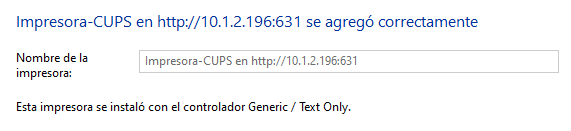 Impresora-CUPS en http://10.1.2.196:631 se agregó correctamente
Nombre de la impresora:
Impresora-CUPS en http://10.1.2.196:631
Esta impresora se instaló con el controlador Generic / Text Only.